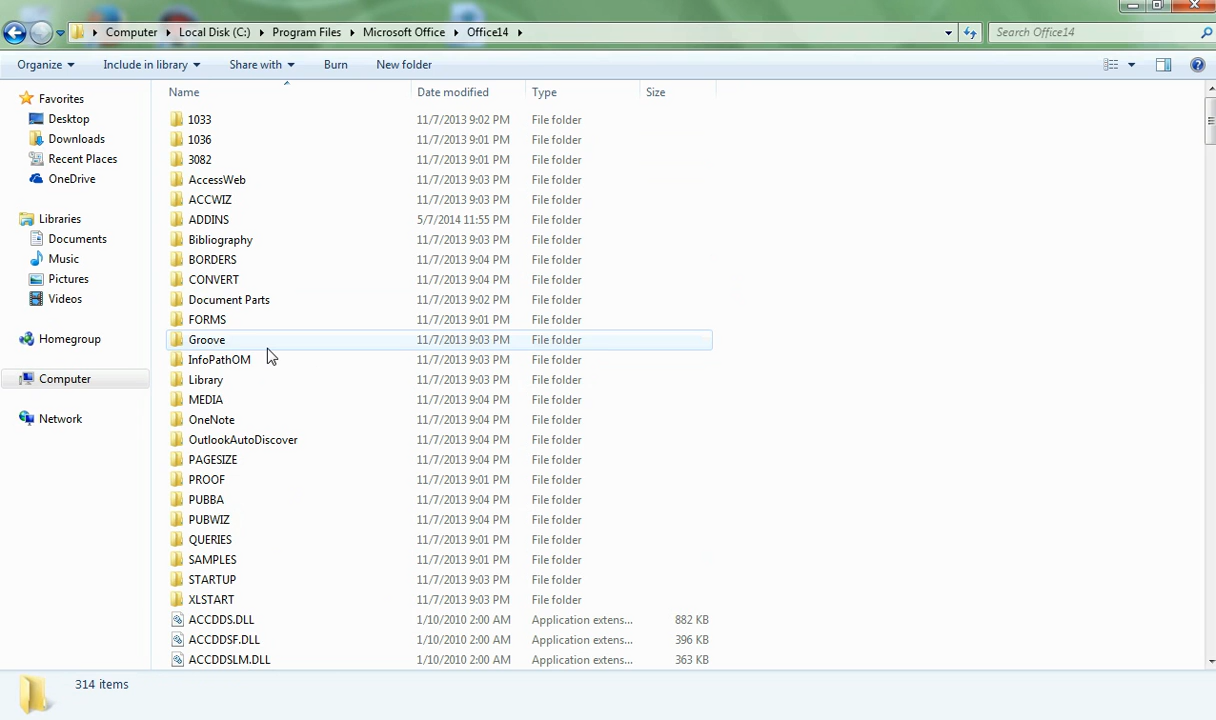 Computer Local Disk (C:) Program Files Microsoft Office Office14 Search Office14
Organize Include in library Share with Burn New folder
Favorites
Desktop
Downloads
Recent Places
OneDrive
Libraries
Documents
Music
Pictures
Videos
Homegroup
Computer
Network
Name Date modified Type Size
1033 11/7/2013 9:02 PM File folder
1036 11/7/2013 9:01 PM File folder
3082 11/7/2013 9:01 PM File folder
AccessWeb 11/7/2013 9:03 PM File folder
ACCWIZ 11/7/2013 9:03 PM File folder
ADDINS 5/7/2014 11:55 PM File folder
Bibliography 11/7/2013 9:03 PM File folder
BORDERS 11/7/2013 9:04 PM File folder
CONVERT 11/7/2013 9:04 PM File folder
Document Parts 11/7/2013 9:02 PM File folder
FORMS 11/7/2013 9:01 PM File folder
Groove 11/7/2013 9:03 PM File folder
InfoPathOM 11/7/2013 9:03 PM File folder
Library 11/7/2013 9:03 PM File folder
MEDIA 11/7/2013 9:04 PM File folder
OneNote 11/7/2013 9:04 PM File folder
OutlookAutoDiscover 11/7/2013 9:04 PM File folder
PAGESIZE 11/7/2013 9:04 PM File folder
PROOF 11/7/2013 9:01 PM File folder
PUBBA 11/7/2013 9:04 PM File folder
PUBWIZ 11/7/2013 9:04 PM File folder
QUERIES 11/7/2013 9:01 PM File folder
SAMPLES 11/7/2013 9:01 PM File folder
STARTUP 11/7/2013 9:03 PM File folder
XLSTART 11/7/2013 9:03 PM File folder
ACCDDS.DLL 1/10/2010 2:00 AM Application extens... 882 KB
ACCDDSF.DLL 1/10/2010 2:00 AM Application extens... 396 KB
ACCDDSLM.DLL 1/10/2010 2:00 AM Application extens... 363 KB
314 items